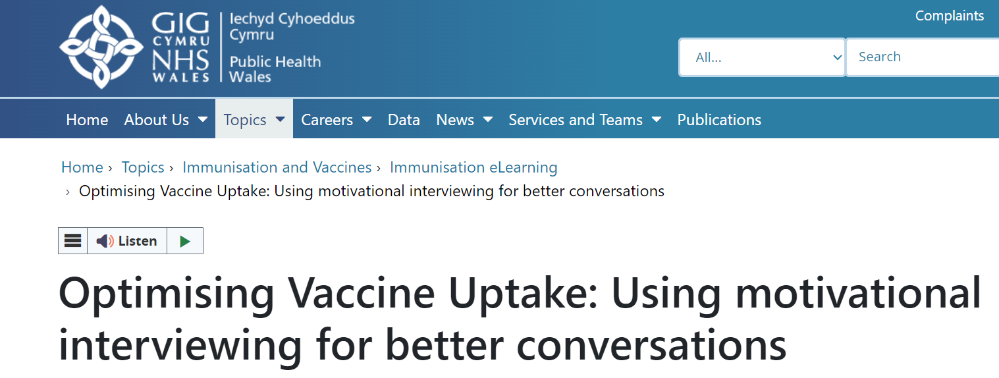 GIG
CYMRU
NHS
WALES
Iechyd Cyhoeddus
Cymru
Public Health
Wales
Complaints
All...
Search
Home
About Us
Topics
Careers
Data
News
Services and Teams
Publications
Home › Topics › Immunisation and Vaccines › Immunisation eLearning
› Optimising Vaccine Uptake: Using motivational interviewing for better conversations
Listen
Optimising Vaccine Uptake: Using motivational
interviewing for better conversations